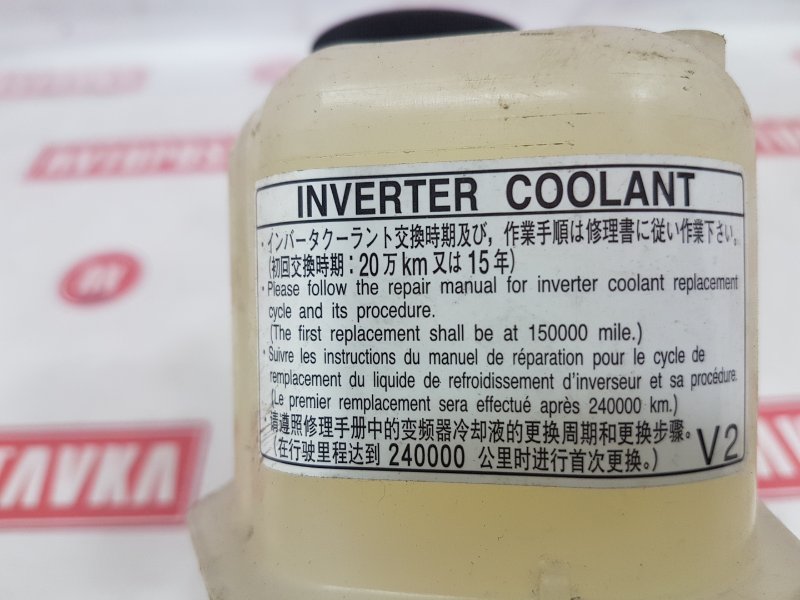 INVERTER COOLANT
・インバータクーラント交換時期及び，作業手順は修理書に従い作業下さい。
(初回交換時期：20万km又は15年)
・Please follow the repair manual for inverter coolant replacement
cycle and its procedure.
(The first replacement shall be at 150000 mile.)
・Suivre les instructions du manuel de réparation pour le cycle de
remplacement du liquide de refroidissement d'inverseur et sa procédure.
(Le premier remplacement sera effectué après 240000 km.)
・请遵照修理手册中的变频器冷却液的更换周期和更换步骤。
(在行驶里程达到 240000 公里时进行首次更换。) V2